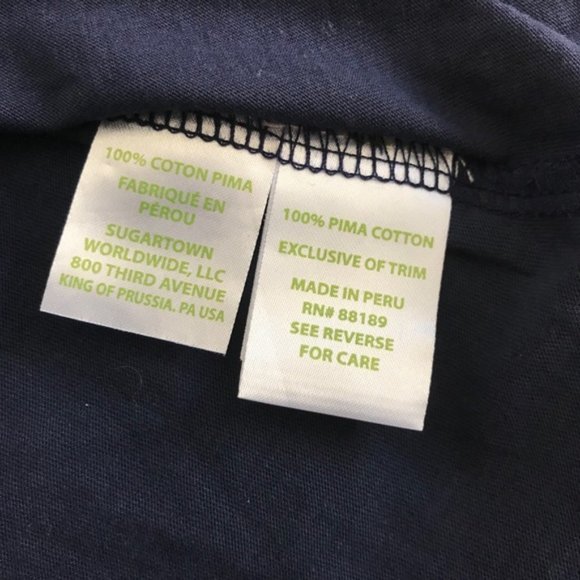 100% COTON PIMA
FABRIQUÉ EN
PÉROU
SUGARTOWN
WORLDWIDE, LLC
800 THIRD AVENUE
KING OF PRUSSIA. PA USA
100% PIMA COTTON
EXCLUSIVE OF TRIM
MADE IN PERU
RN# 88189
SEE REVERSE
FOR CARE